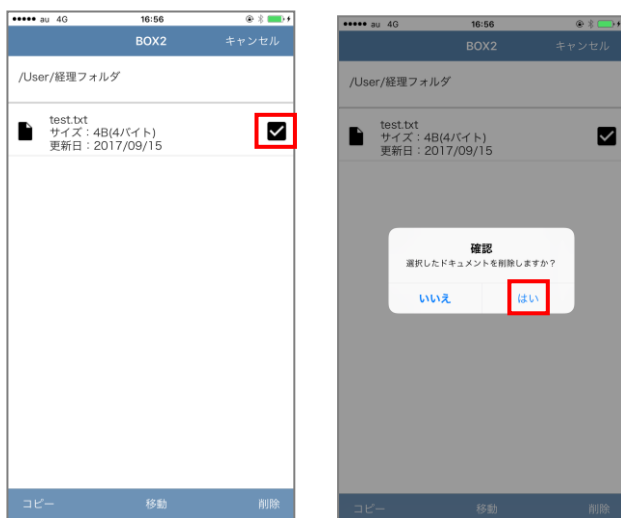 au 4G 16:56
BOX2 キャンセル
/User/経理フォルダ
test.txt
サイズ：4B(4バイト)
更新日：2017/09/15
コピー 移動 削除
au 4G 16:56
BOX2 キャンセル
/User/経理フォルダ
test.txt
サイズ：4B(4バイト)
更新日：2017/09/15
確認
選択したドキュメントを削除しますか？
いいえ はい
コピー 移動 削除